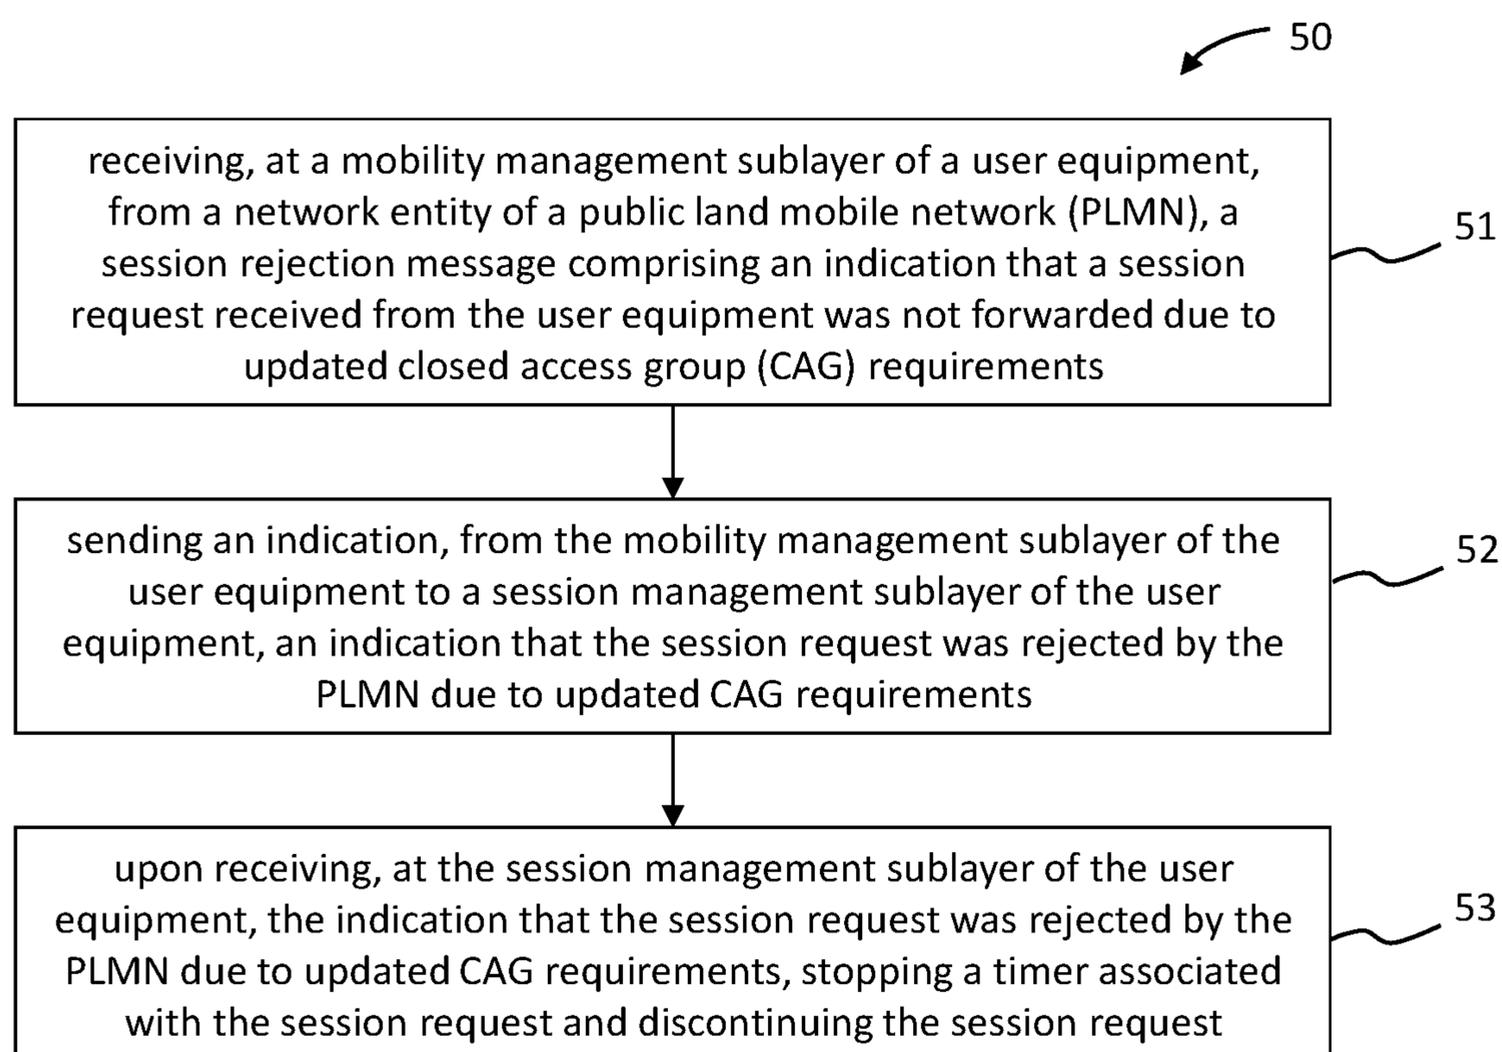 50
receiving, at a mobility management sublayer of a user equipment,
from a network entity of a public land mobile network (PLMN), a
session rejection message comprising an indication that a session
request received from the user equipment was not forwarded due to
updated closed access group (CAG) requirements
51
sending an indication, from the mobility management sublayer of the
user equipment to a session management sublayer of the user
equipment, an indication that the session request was rejected by the
PLMN due to updated CAG requirements
52
upon receiving, at the session management sublayer of the user
equipment, the indication that the session request was rejected by the
PLMN due to updated CAG requirements, stopping a timer associated
with the session request and discontinuing the session request
53